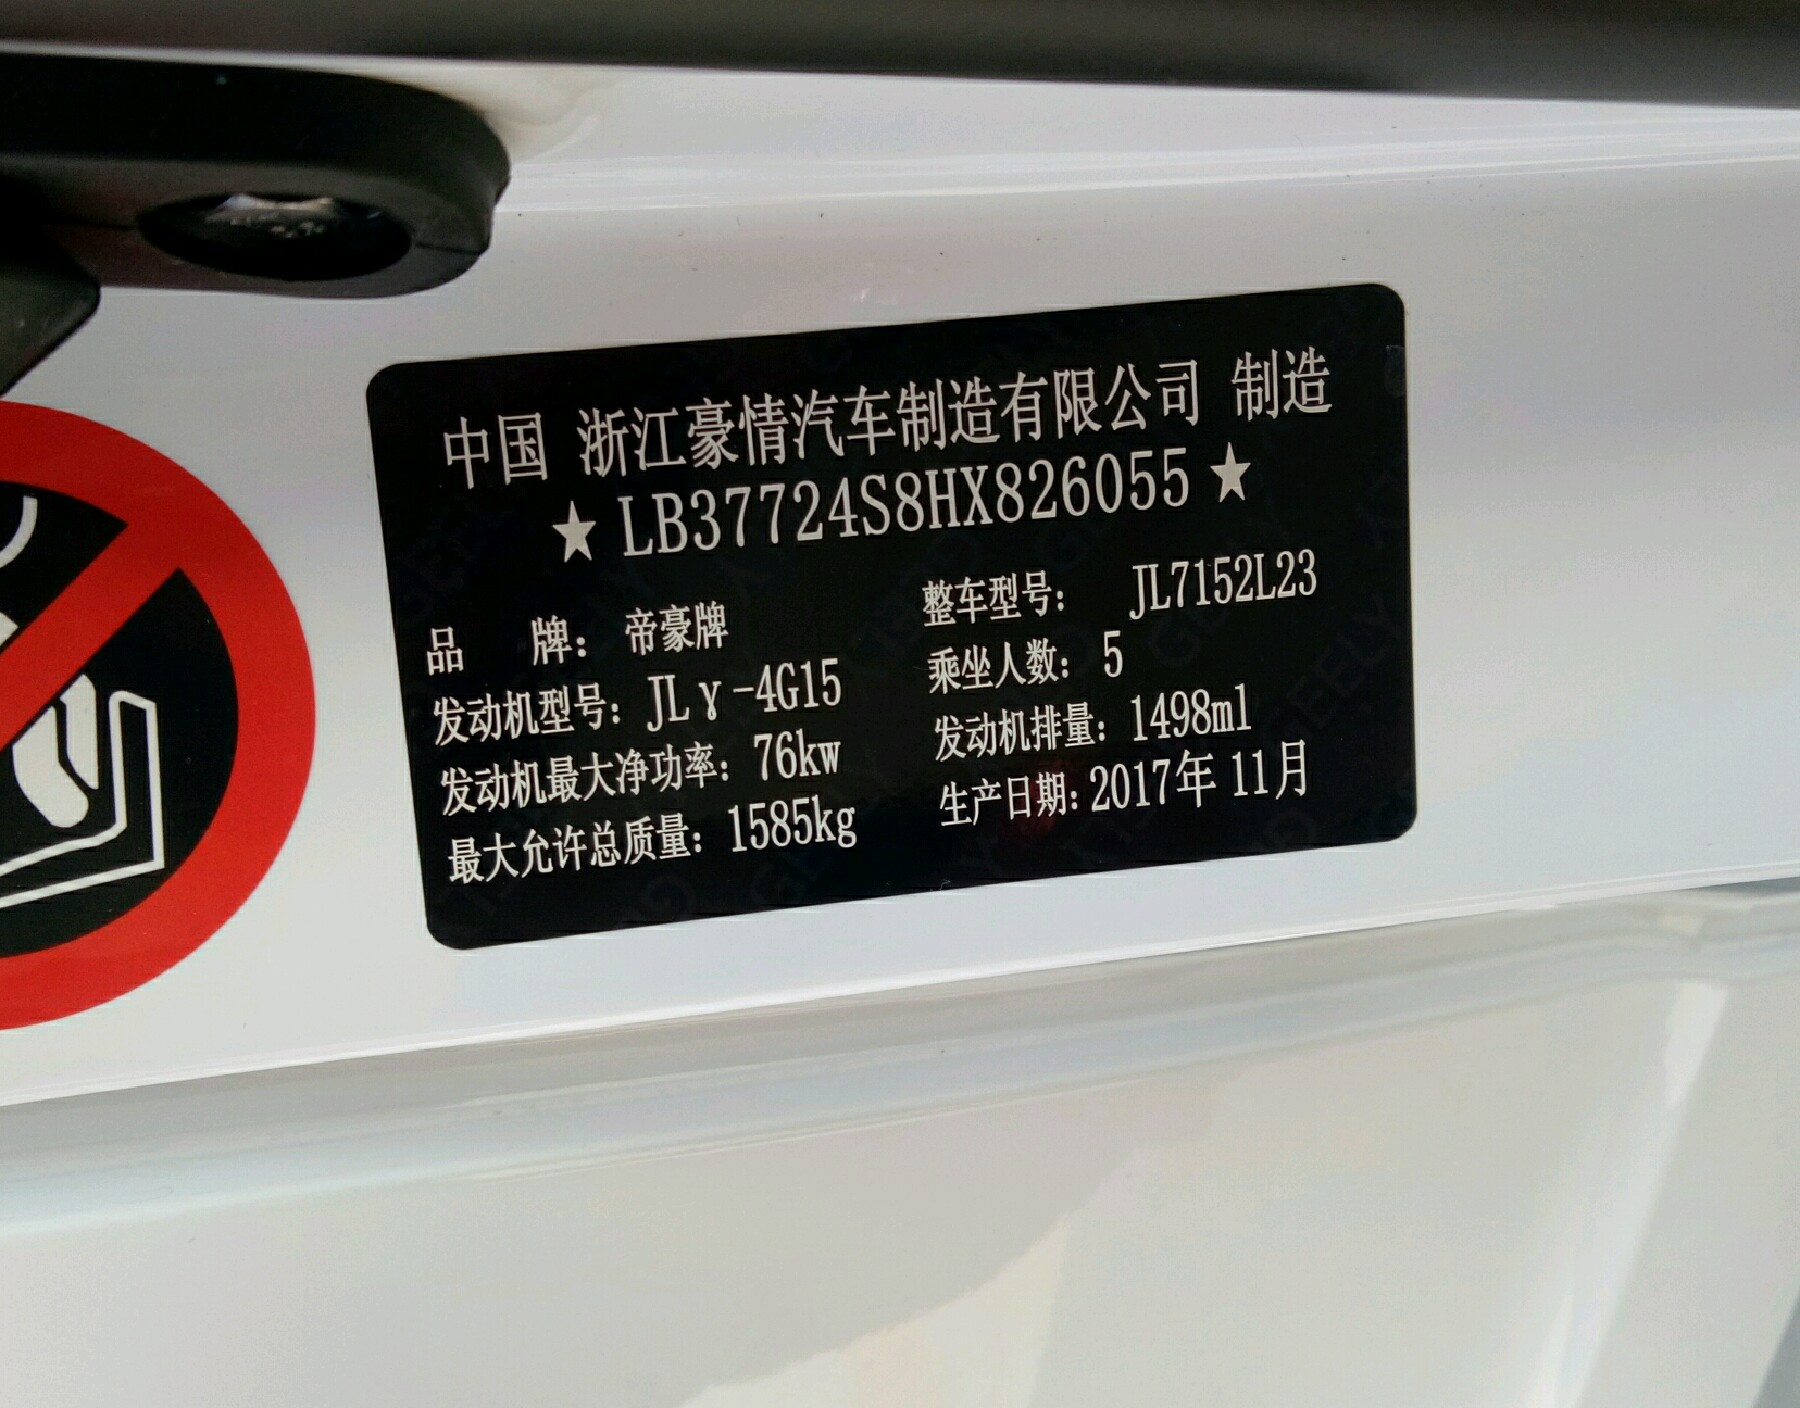 中国 浙江豪情汽车制造有限公司 制造
★ LB37724S8HX826055 ★
品 牌： 帝豪牌 整车型号： JL7152L23
发动机型号： JLγ-4G15 乘坐人数： 5
发动机最大净功率： 76kw 发动机排量： 1498ml
最大允许总质量： 1585kg 生产日期： 2017年 11月